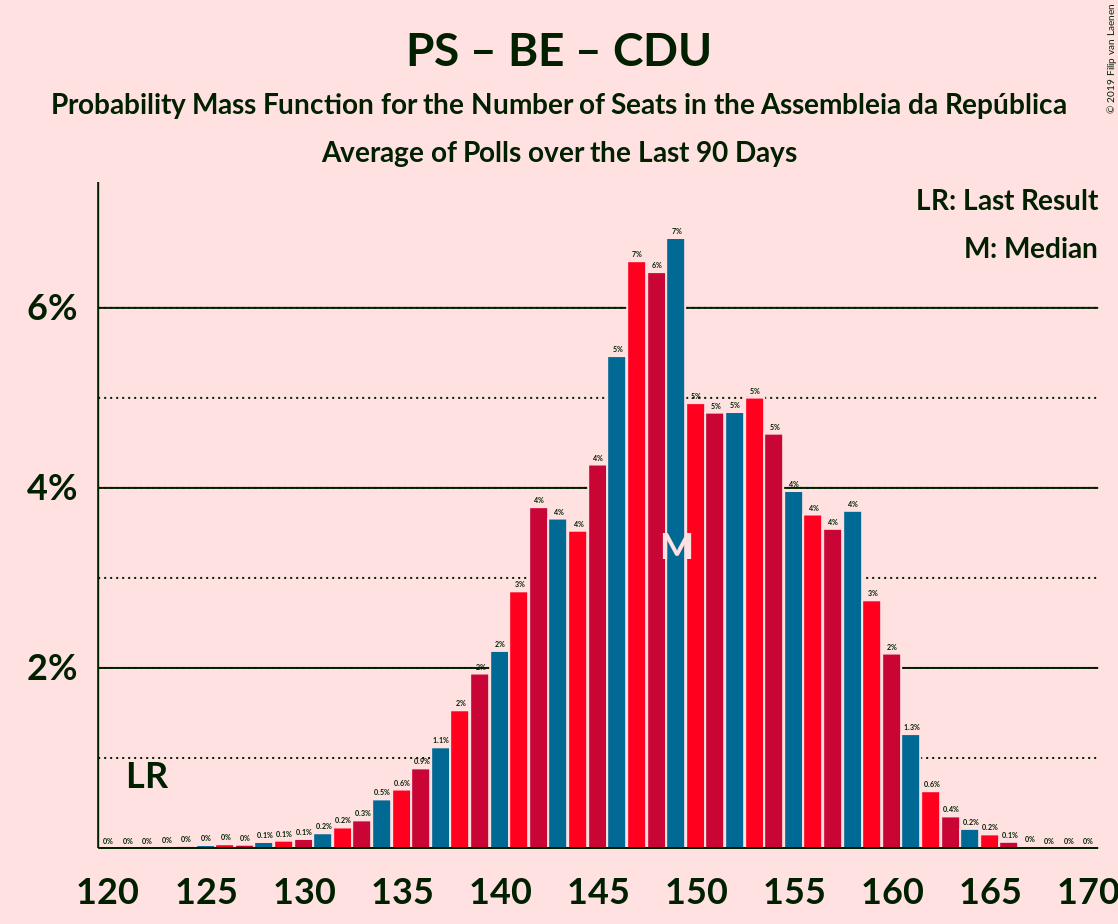 PS – BE – CDU
Probability Mass Function for the Number of Seats in the Assembleia da República
Average of Polls over the Last 90 Days
© 2019 Filip van Laenen
LR: Last Result
M: Median
6%
4%
2%
LR
M
0% 0% 0% 0% 0% 0% 0% 0% 0.1% 0.1% 0.1% 0.2% 0.2% 0.3% 0.5% 0.6% 0.9% 1.1% 2% 2% 2% 3% 4% 4% 4% 4% 5% 7% 6% 7% 5% 5% 5% 5% 5% 4% 4% 4% 4% 3% 2% 1.3% 0.6% 0.4% 0.2% 0.2% 0.1% 0% 0% 0% 0%
120 125 130 135 140 145 150 155 160 165 170